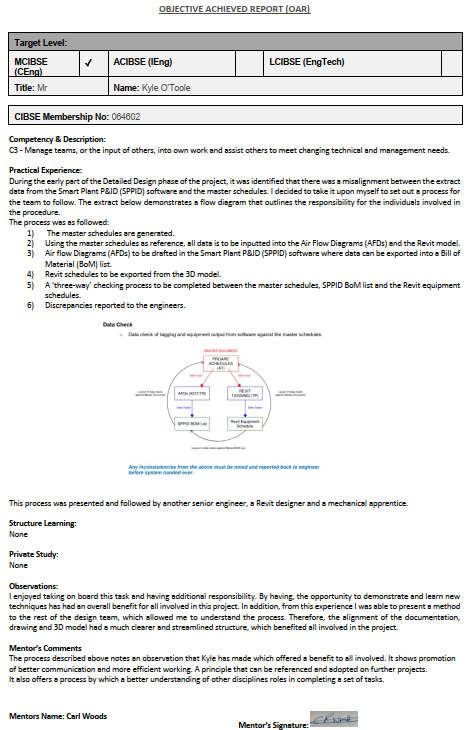 OBJECTIVE ACHIEVED REPORT (OAR)
Target Level:
MCIBSE (CEng) ✓ ACIBSE (IEng) LCIBSE (EngTech)
Title: Mr Name: Kyle O'Toole
CIBSE Membership No: 064602
Competency & Description:
C3 - Manage teams, or the input of others, into own work and assist others to meet changing technical and management needs.
Practical Experience:
During the early part of the Detailed Design phase of the project, it was identified that there was a misalignment between the extract
data from the Smart Plant P&ID (SPPID) software and the master schedules. I decided to take it upon myself to set out a process for
the team to follow. The extract below demonstrates a flow diagram that outlines the responsibility for the individuals involved in
the procedure.
The process was as followed:
1) The master schedules are generated.
2) Using the master schedules as reference, all data is to be inputted into the Air Flow Diagrams (AFDs) and the Revit model.
3) Air flow Diagrams (AFDs) to be drafted in the Smart Plant P&ID (SPPID) software where data can be exported into a Bill of
Material (BoM) list.
4) Revit schedules to be exported from the 3D model.
5) A 'three-way' checking process to be completed between the master schedules, SPPID BoM list and the Revit equipment
schedules.
6) Discrepancies reported to the engineers.
Data Check
Data check of tagging and equipment output from software against the master schedules.
MASTER DOCUMENT
PROARC
SCHEDULES
(AT)
Data Input Data Input
AFDs (KOT/TR)
REVIT
TAGGING (TP)
Data Output Data Output
SPPID BOM List
Revit Equipment
Schedule
Any inconsistencies from the above must be noted and reported back to engineer
before system handed over.
This process was presented and followed by another senior engineer, a Revit designer and a mechanical apprentice.
Structure Learning:
None
Private Study:
None
Observations:
I enjoyed taking on board this task and having additional responsibility. By having, the opportunity to demonstrate and learn new
techniques has had an overall benefit for all involved in this project. In addition, from this experience I was able to present a method
to the rest of the design team, which allowed me to understand the process. Therefore, the alignment of the documentation,
drawing and 3D model had a much clearer and streamlined structure, which benefited all involved in the project.
Mentor's Comments
The process described above notes an observation that Kyle has made which offered a benefit to all involved. It shows promotion
of better communication and more efficient working. A principle that can be referenced and adopted on further projects.
It also offers a process by which a better understanding of other disciplines roles in completing a set of tasks.
Mentors Name: Carl Woods
Mentor's Signature: